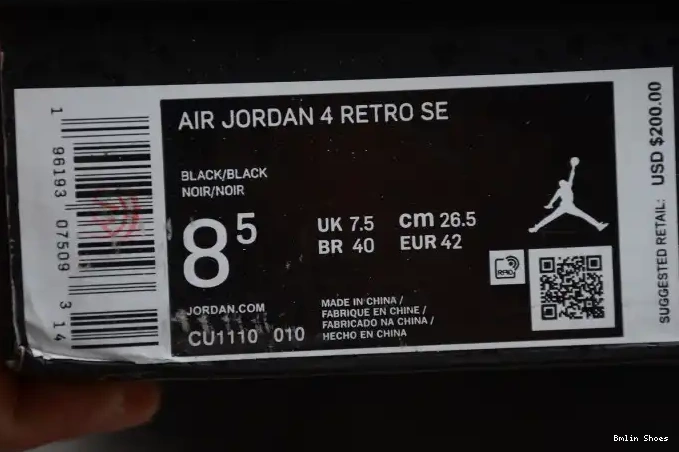 AIR JORDAN 4 RETRO SE
BLACK/BLACK
NOIR/NOIR
8 5
UK 7.5 cm 26.5
BR 40 EUR 42
RFID
JORDAN.COM
CU1110 010
MADE IN CHINA /
FABRIQUE EN CHINE /
FABRICADO NA CHINA /
HECHO EN CHINA
1 96193 07509 3 14
SUGGESTED RETAIL: USD $200.00
Bmlin Shoes